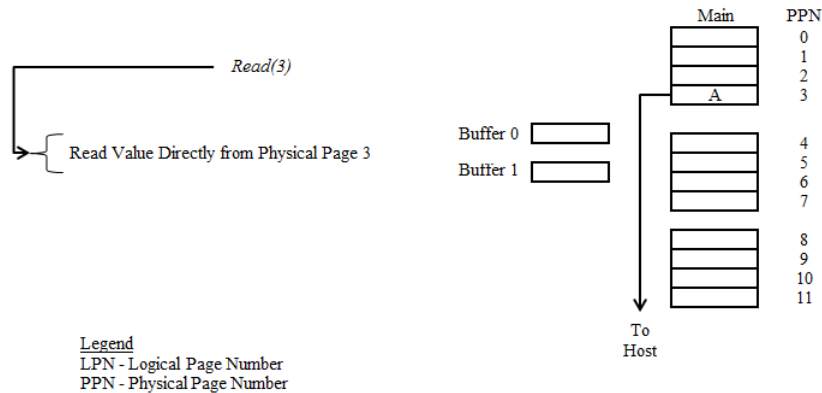 Main PPN
0
1
Read(3)
2
A 3
Buffer 0
4
Read Value Directly from Physical Page 3
5
Buffer 1
6
7
8
9
10
11
To
Host
Legend
LPN - Logical Page Number
PPN - Physical Page Number